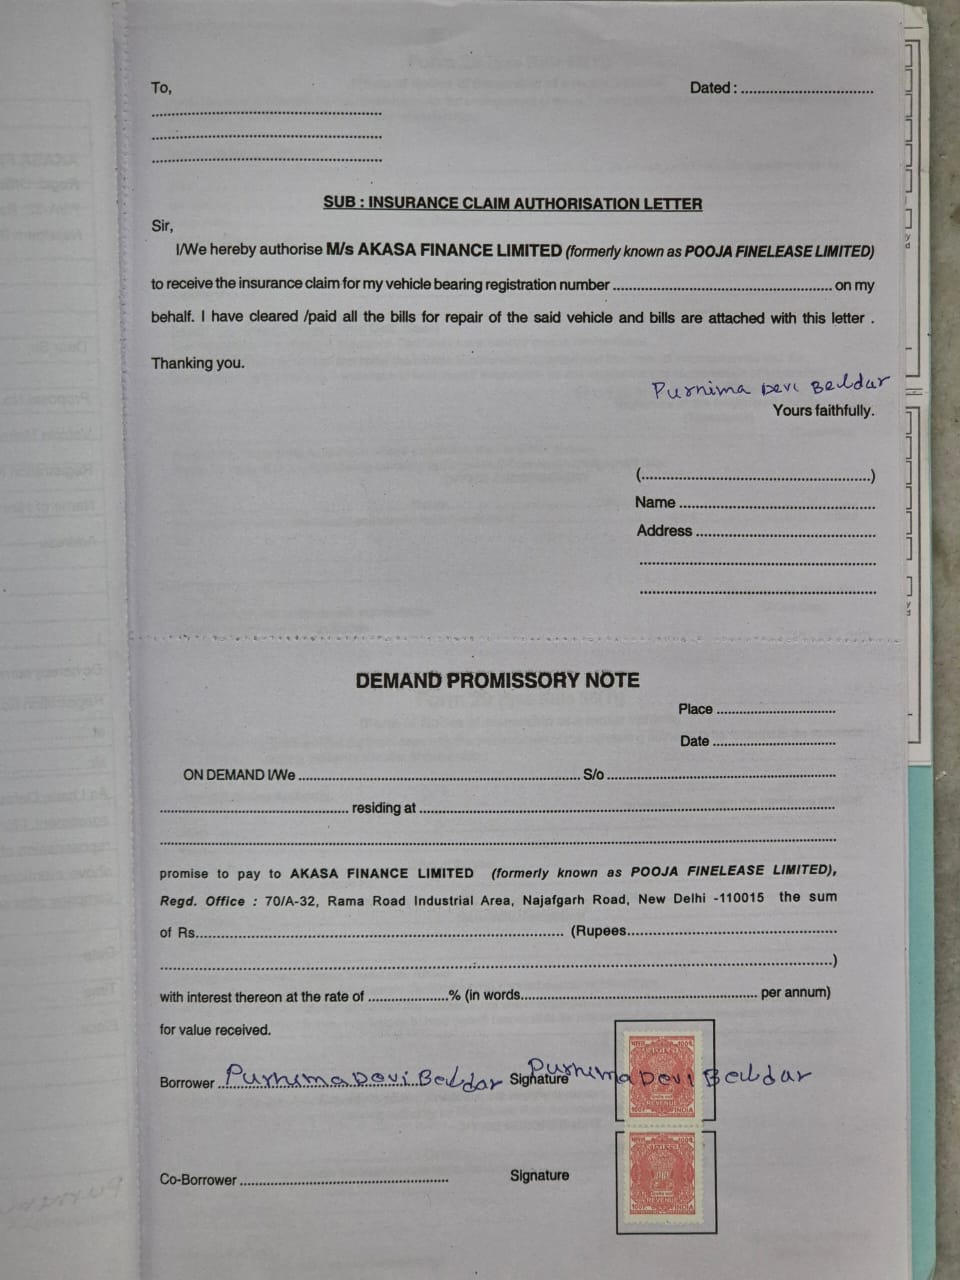 To,
Dated : ................................
............................................................
............................................................
............................................................
SUB : INSURANCE CLAIM AUTHORISATION LETTER
Sir,
I/We hereby authorise M/s AKASA FINANCE LIMITED (formerly known as POOJA FINELEASE LIMITED)
to receive the insurance claim for my vehicle bearing registration number ...................................................... on my
behalf. I have cleared /paid all the bills for repair of the said vehicle and bills are attached with this letter .
Thanking you.
Purnima Devi Beldar
Yours faithfully.
(.........................................................)
Name ................................................
Address ............................................
............................................................
............................................................
DEMAND PROMISSORY NOTE
Place ..............................
Date ...............................
ON DEMAND I/We ...................................................................... S/o .........................................................
............................................... residing at ........................................................................................................
..........................................................................................................................................................................
promise to pay to AKASA FINANCE LIMITED (formerly known as POOJA FINELEASE LIMITED),
Regd. Office : 70/A-32, Rama Road Industrial Area, Najafgarh Road, New Delhi -110015 the sum
of Rs............................................................................................ (Rupees....................................................
........................................................................................................................................................................)
with interest thereon at the rate of ....................% (in words........................................................... per annum)
for value received.
Borrower Purnima Devi Beldar Signature Purnima Devi Beldar
भारत
REVENUE
INDIA
Co-Borrower .................................................... Signature
भारत
REVENUE
INDIA